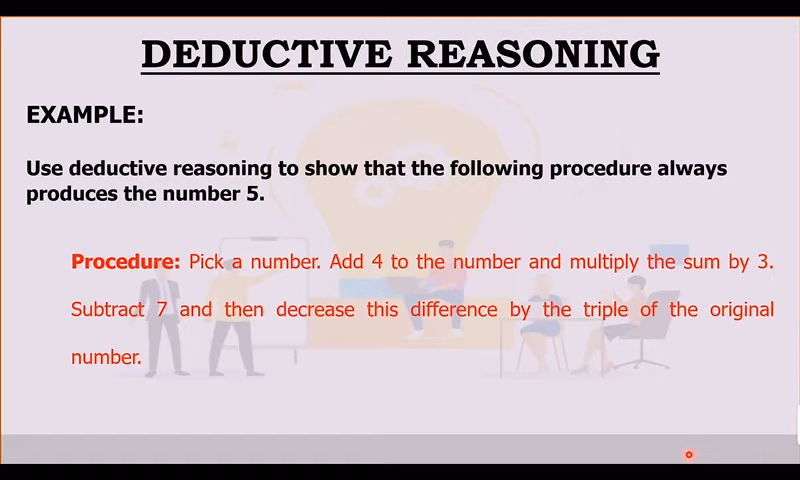 DEDUCTIVE REASONING
EXAMPLE:
Use deductive reasoning to show that the following procedure always
produces the number 5.
Procedure: Pick a number. Add 4 to the number and multiply the sum by 3.
Subtract 7 and then decrease this difference by the triple of the original
number.